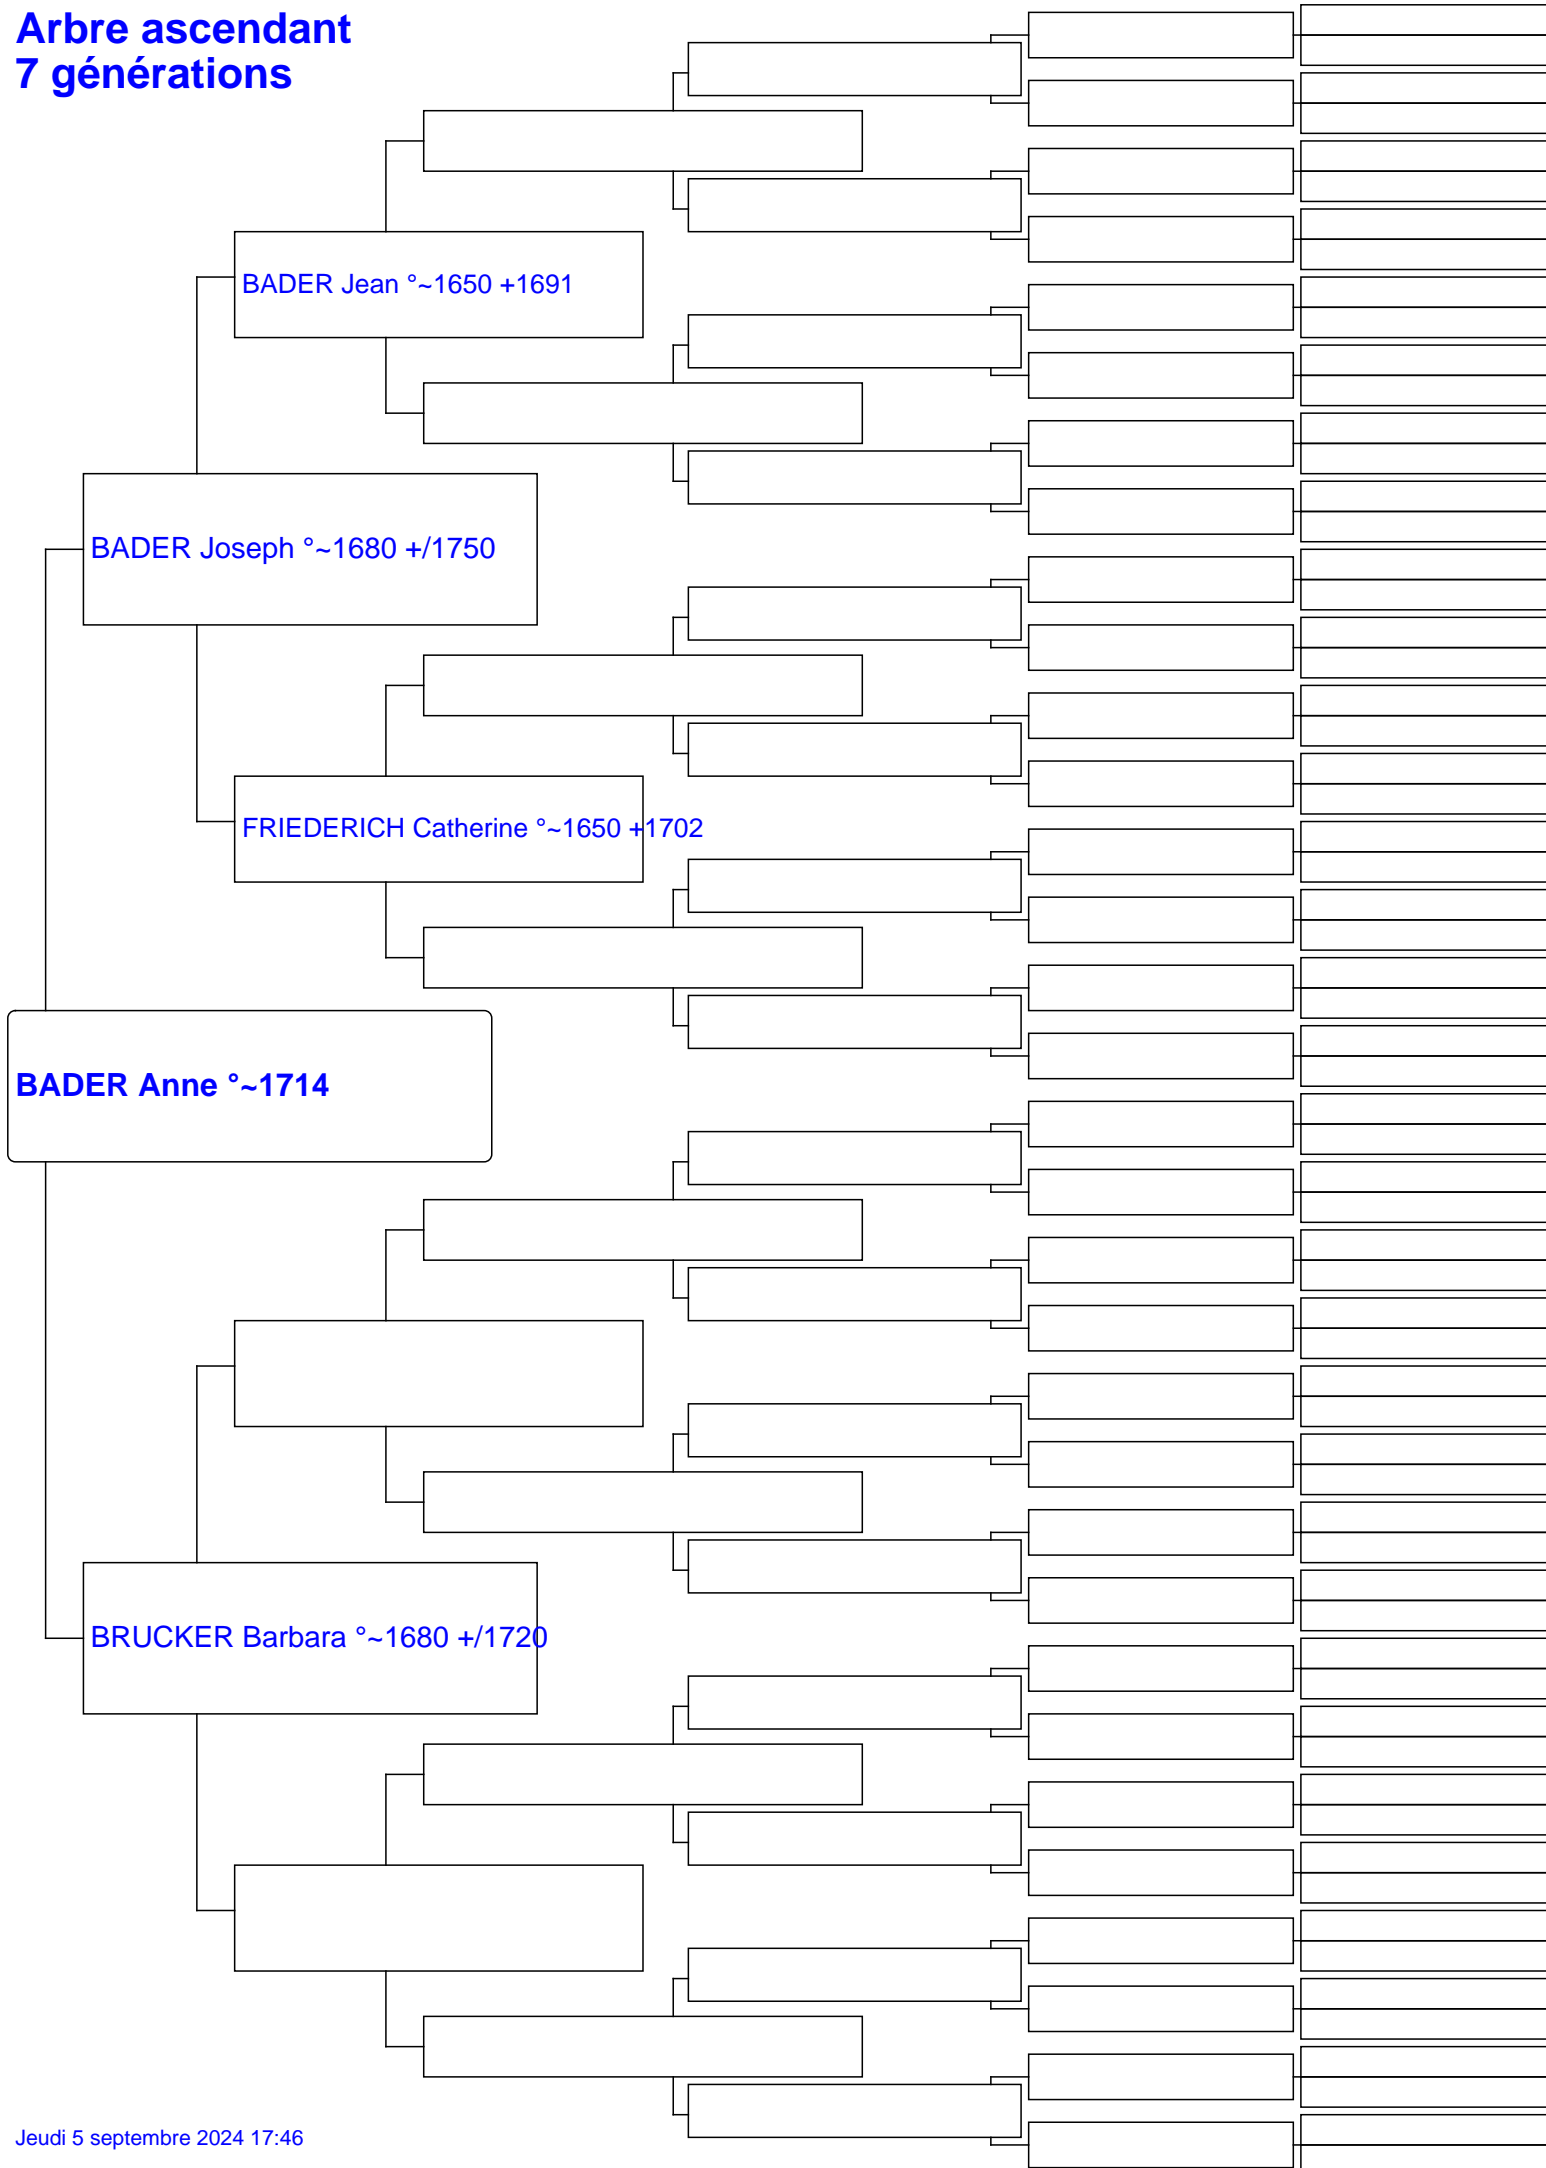 Arbre ascendant
7 générations
BADER Jean °~1650 +1691
BADER Joseph °~1680 +/1750
FRIEDERICH Catherine °~1650 +1702
BADER Anne °~1714
BRUCKER Barbara °~1680 +/1720
Jeudi 5 septembre 2024 17:46